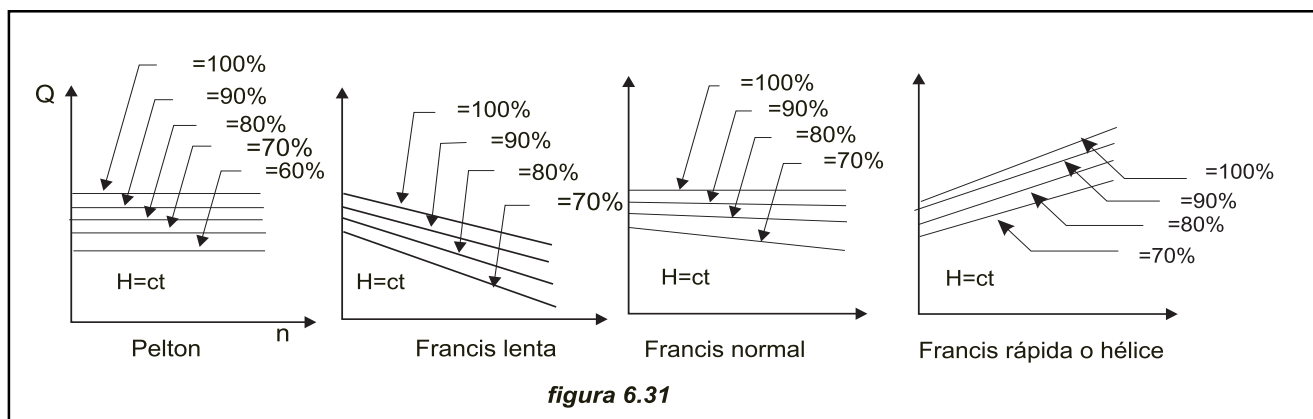 Q
=100%
=90%
=80%
=70%
=60%
H=ct
n
Pelton
=100%
=90%
=80%
=70%
H=ct
Francis lenta
=100%
=90%
=80%
=70%
H=ct
Francis normal
=100%
=90%
=80%
=70%
H=ct
Francis rápida o hélice
figura 6.31